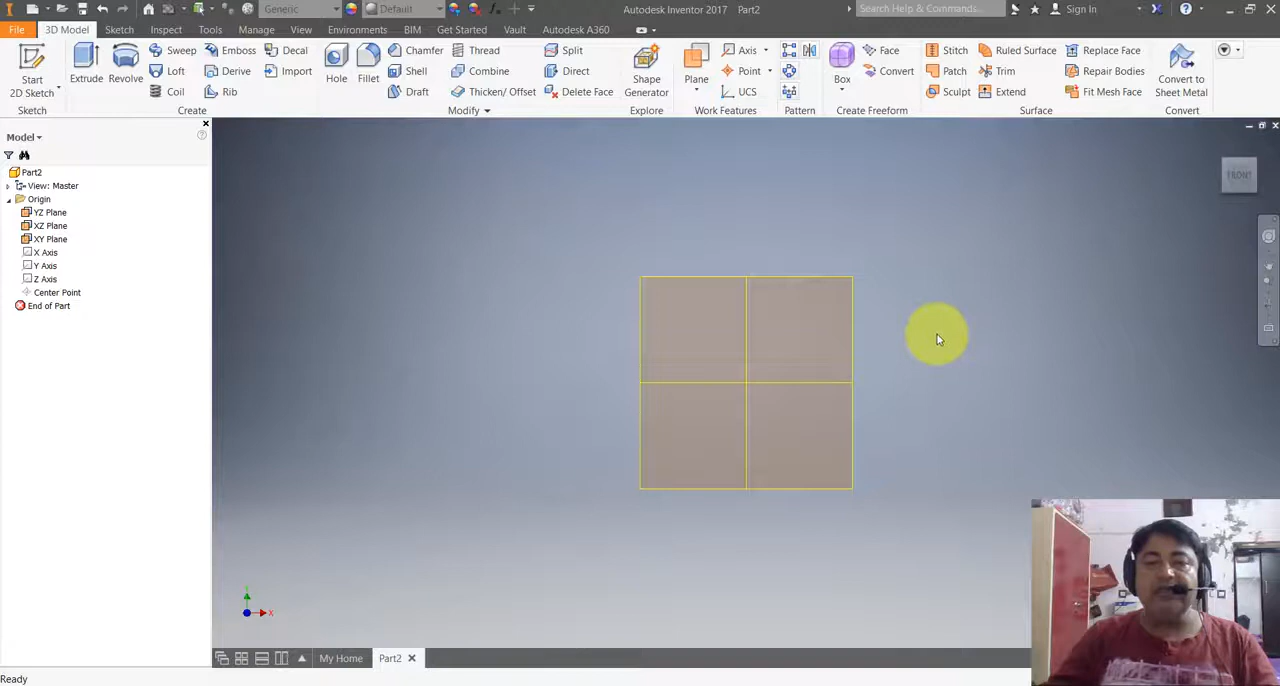 Generic
Default
Autodesk Inventor 2017 Part2
Search Help & Commands...
Sign In
File
3D Model
Sketch
Inspect
Tools
Manage
View
Environments
BIM
Get Started
Vault
Autodesk A360
Start
2D Sketch
Sketch
Extrude
Revolve
Sweep
Emboss
Decal
Loft
Derive
Import
Coil
Rib
Create
Hole
Fillet
Chamfer
Thread
Split
Shell
Combine
Direct
Draft
Thicken/ Offset
Delete Face
Modify
Shape
Generator
Explore
Plane
Axis
Point
UCS
Work Features
Pattern
Box
Face
Convert
Create Freeform
Stitch
Ruled Surface
Replace Face
Patch
Trim
Repair Bodies
Sculpt
Extend
Fit Mesh Face
Surface
Convert to
Sheet Metal
Convert
Model
Part2
View: Master
Origin
YZ Plane
XZ Plane
XY Plane
X Axis
Y Axis
Z Axis
Center Point
End of Part
FRONT
X
My Home
Part2
Ready